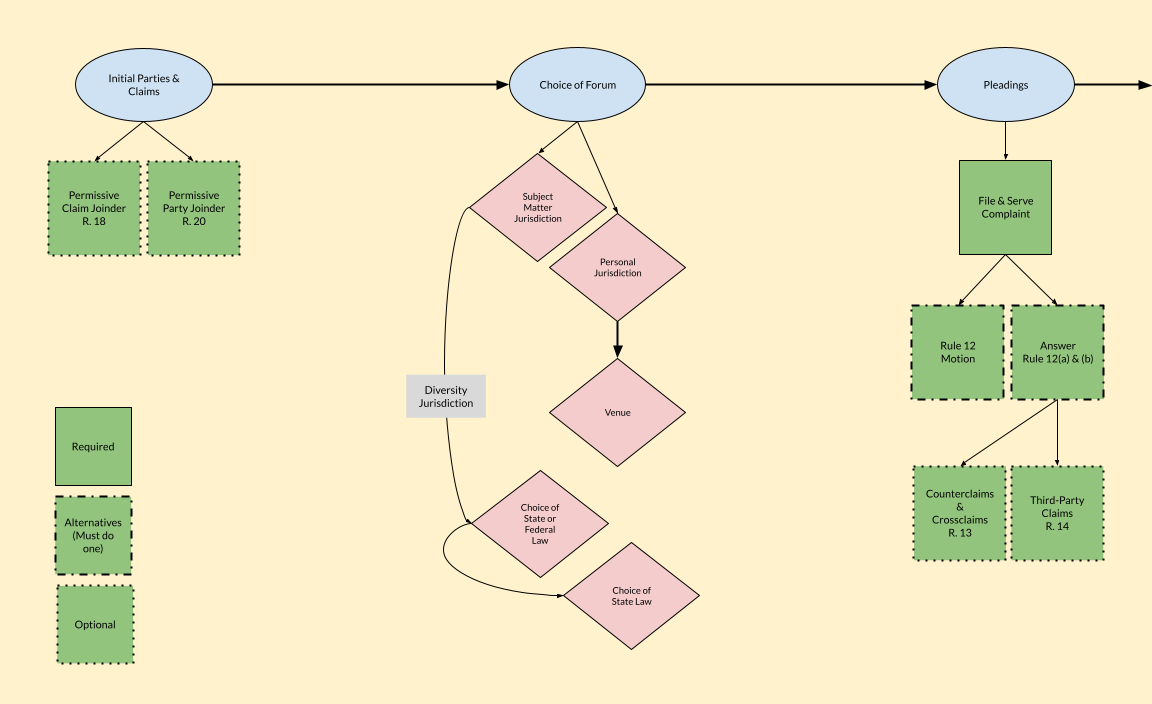 Initial Parties &
Claims
Choice of Forum
Pleadings
Permissive
Claim Joinder
R. 18
Permissive
Party Joinder
R. 20
Subject
Matter
Jurisdiction
Personal
Jurisdiction
File & Serve
Complaint
Rule 12
Motion
Answer
Rule 12(a) & (b)
Diversity
Jurisdiction
Venue
Required
Alternatives
(Must do
one)
Optional
Choice of
State or
Federal
Law
Choice of
State Law
Counterclaims
&
Crossclaims
R. 13
Third-Party
Claims
R. 14